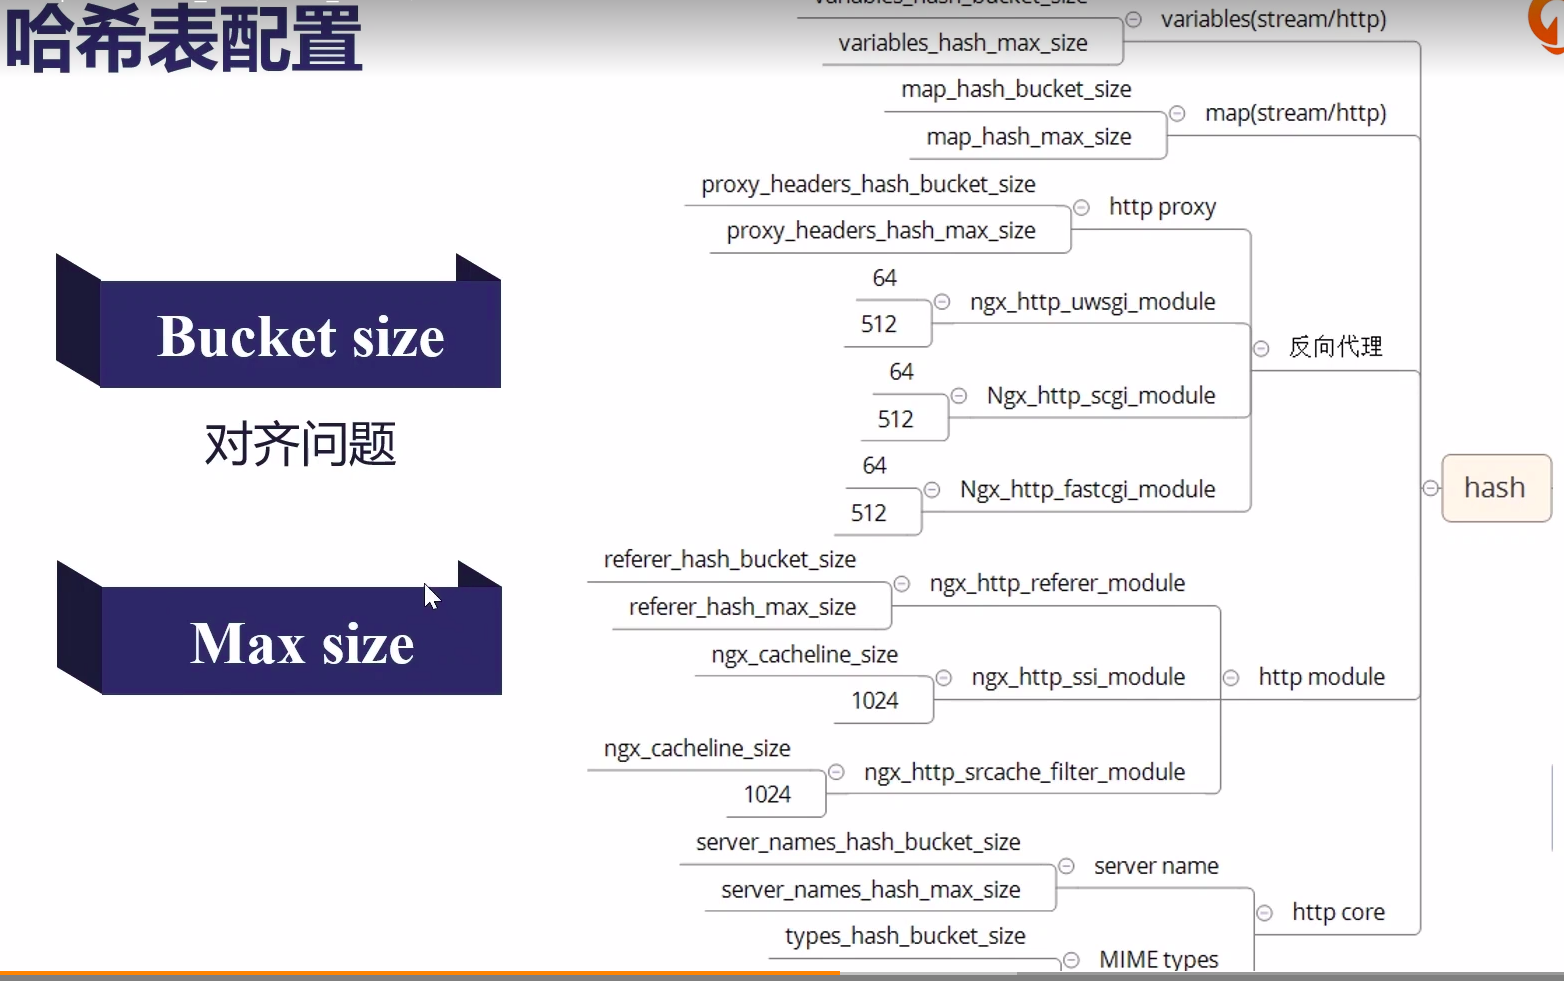 哈希表配置
Bucket size
对齐问题
Max size
variables_hash_bucket_size
variables_hash_max_size
variables(stream/http)
map_hash_bucket_size
map_hash_max_size
map(stream/http)
proxy_headers_hash_bucket_size
proxy_headers_hash_max_size
http proxy
64
512
ngx_http_uwsgi_module
64
512
Ngx_http_scgi_module
64
512
Ngx_http_fastcgi_module
反向代理
referer_hash_bucket_size
referer_hash_max_size
ngx_http_referer_module
ngx_cacheline_size
1024
ngx_http_ssi_module
ngx_cacheline_size
1024
ngx_http_srcache_filter_module
http module
server_names_hash_bucket_size
server_names_hash_max_size
server name
types_hash_bucket_size
MIME types
http core
hash